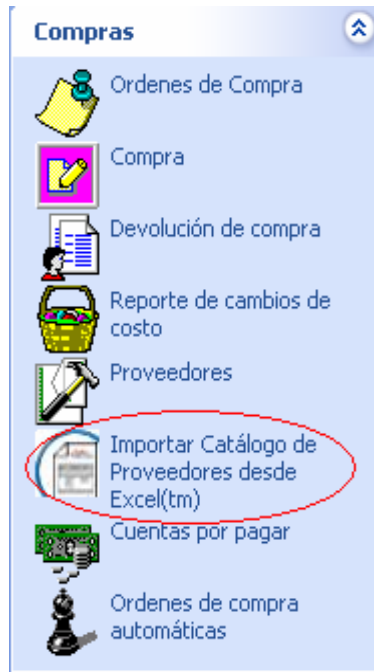 Compras
Ordenes de Compra
Compra
Devolución de compra
Reporte de cambios de
costo
Proveedores
Importar Catálogo de
Proveedores desde
Excel(tm)
Cuentas por pagar
Ordenes de compra
automáticas